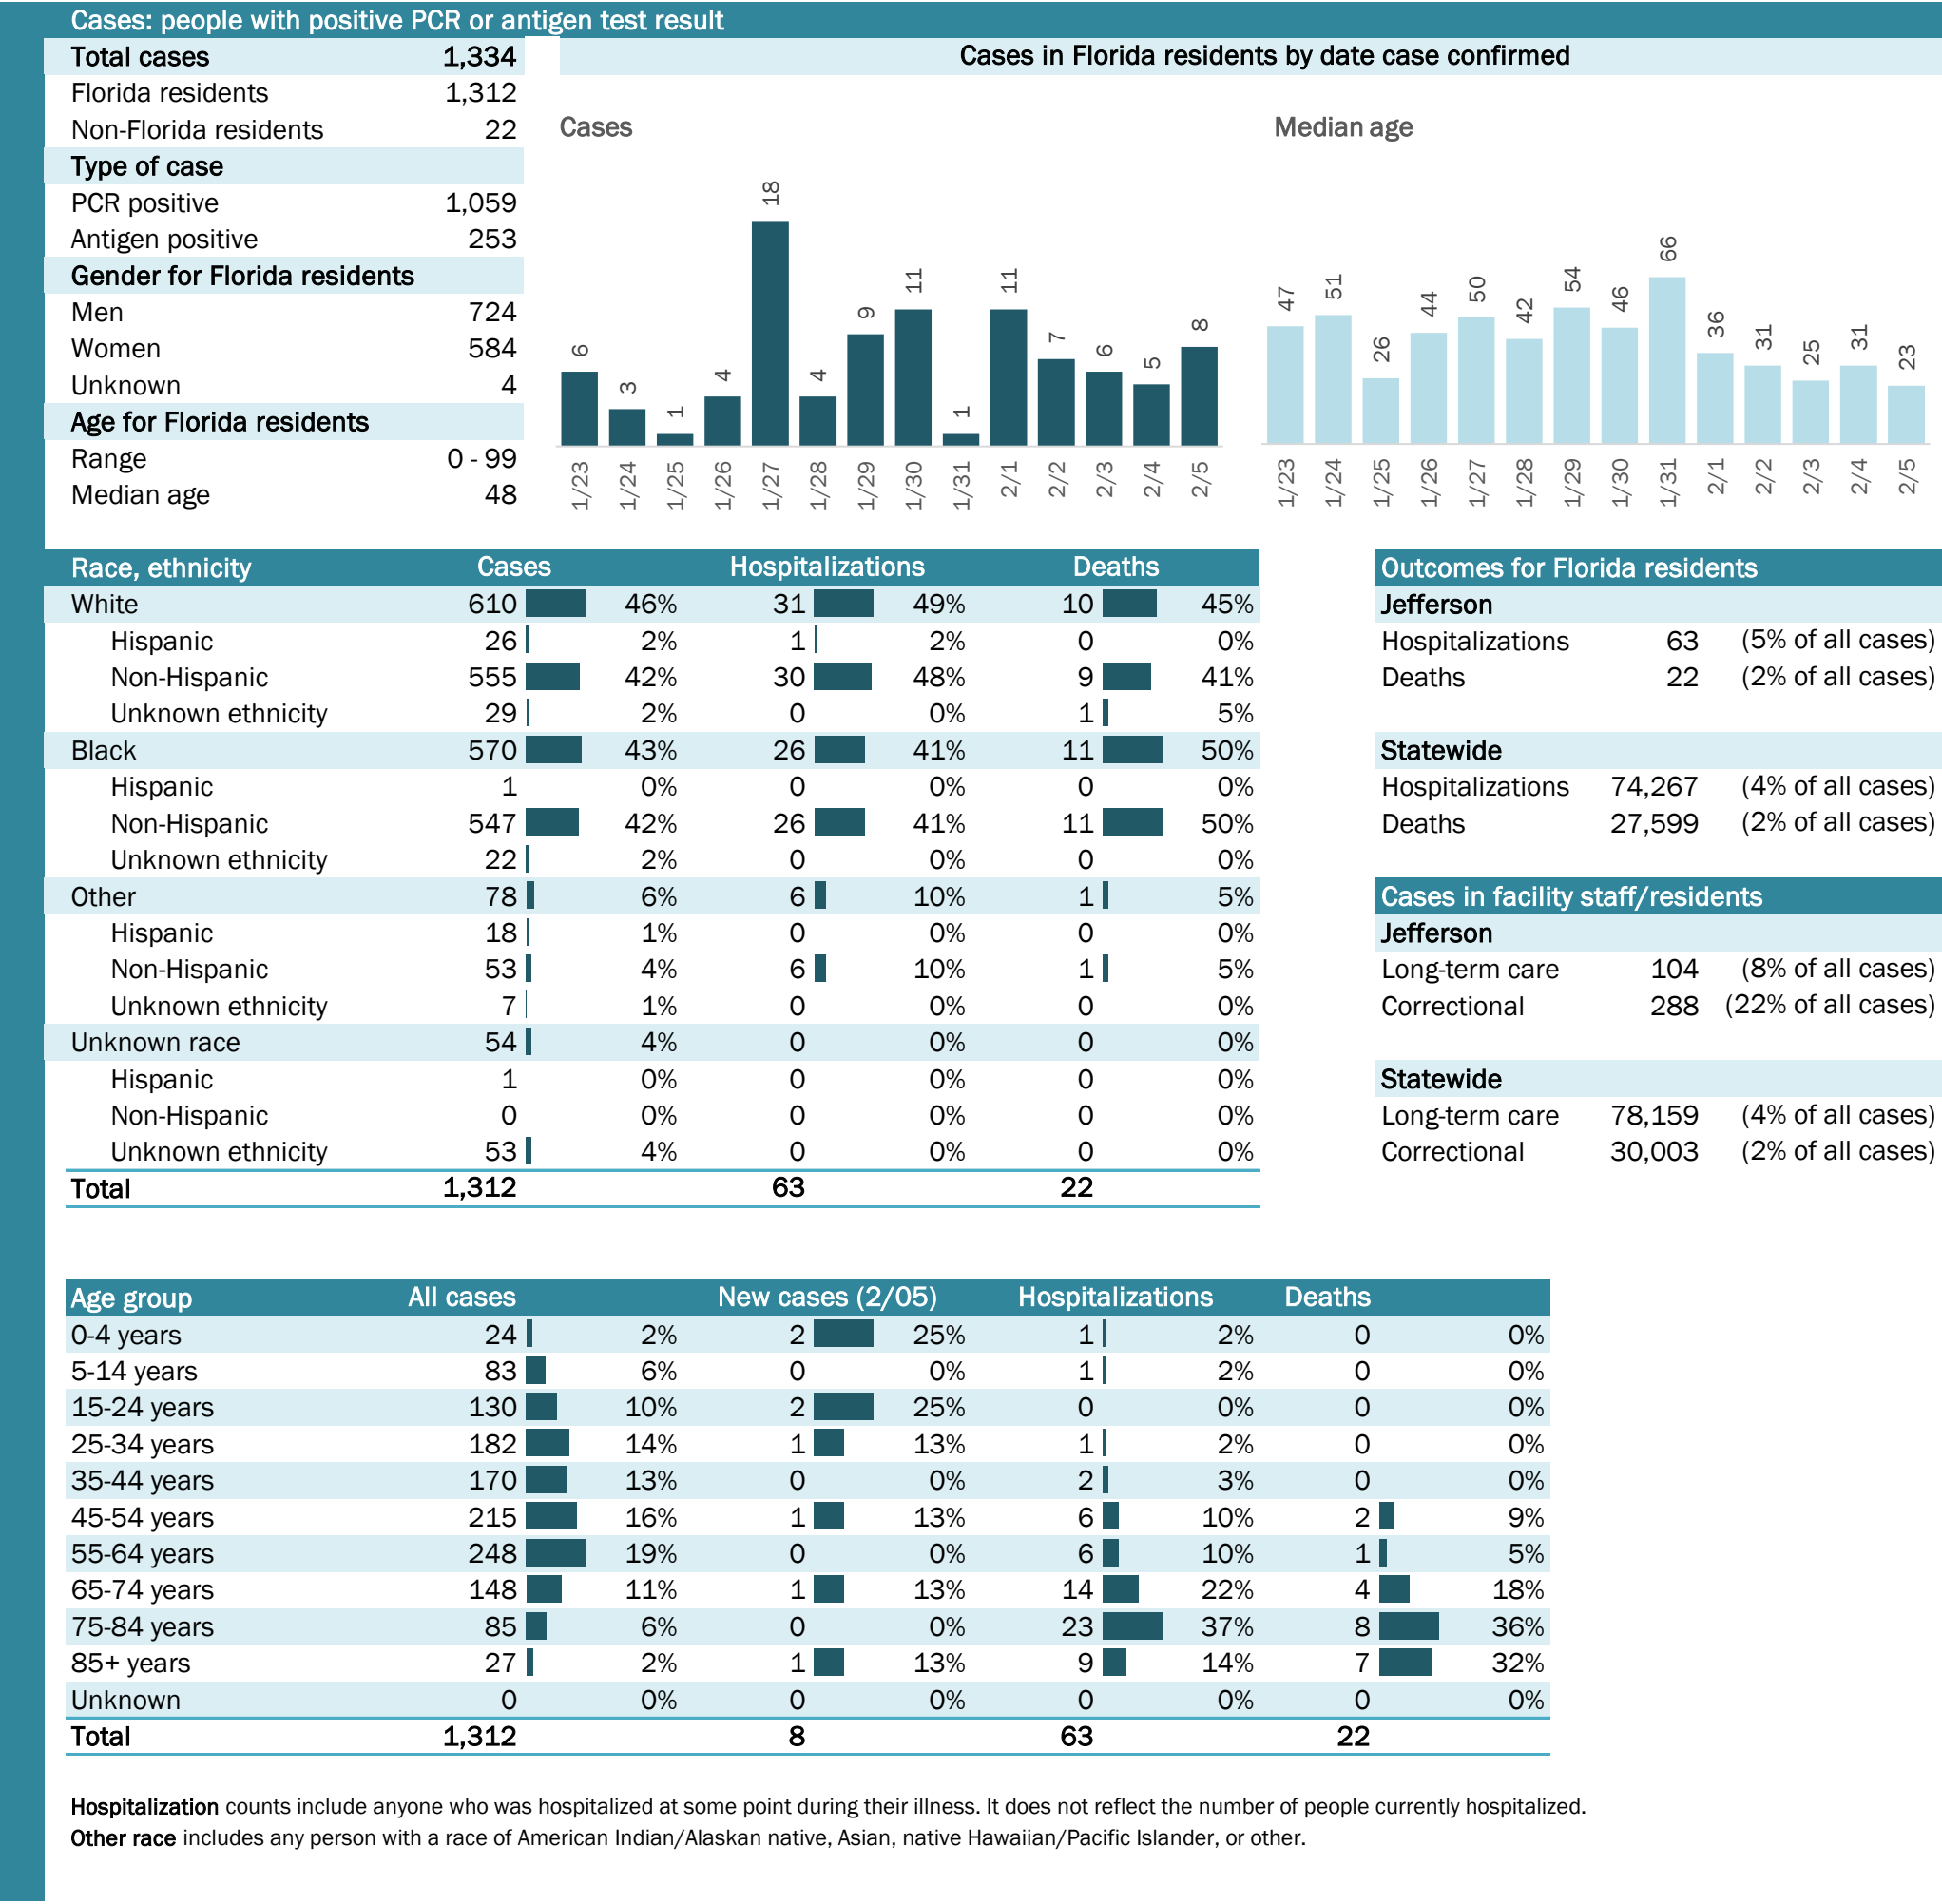 Cases: people with positive PCR or antigen test result
Total cases 1,334
Florida residents 1,312
Non-Florida residents 22
Type of case
PCR positive 1,059
Antigen positive 253
Gender for Florida residents
Men 724
Women 584
Unknown 4
Age for Florida residents
Range 0 - 99
Median age 48
Cases in Florida residents by date case confirmed
Cases
6 3 1 4 18 4 9 11 1 11 7 6 5 8
1/23 1/24 1/25 1/26 1/27 1/28 1/29 1/30 1/31 2/1 2/2 2/3 2/4 2/5
Median age
47 51 26 44 50 42 54 46 66 36 31 25 31 23
1/23 1/24 1/25 1/26 1/27 1/28 1/29 1/30 1/31 2/1 2/2 2/3 2/4 2/5
Race, ethnicity Cases Hospitalizations Deaths
White 610 46% 31 49% 10 45%
Hispanic 26 2% 1 2% 0 0%
Non-Hispanic 555 42% 30 48% 9 41%
Unknown ethnicity 29 2% 0 0% 1 5%
Black 570 43% 26 41% 11 50%
Hispanic 1 0% 0 0% 0 0%
Non-Hispanic 547 42% 26 41% 11 50%
Unknown ethnicity 22 2% 0 0% 0 0%
Other 78 6% 6 10% 1 5%
Hispanic 18 1% 0 0% 0 0%
Non-Hispanic 53 4% 6 10% 1 5%
Unknown ethnicity 7 1% 0 0% 0 0%
Unknown race 54 4% 0 0% 0 0%
Hispanic 1 0% 0 0% 0 0%
Non-Hispanic 0 0% 0 0% 0 0%
Unknown ethnicity 53 4% 0 0% 0 0%
Total 1,312 63 22
Outcomes for Florida residents
Jefferson
Hospitalizations 63 (5% of all cases)
Deaths 22 (2% of all cases)
Statewide
Hospitalizations 74,267 (4% of all cases)
Deaths 27,599 (2% of all cases)
Cases in facility staff/residents
Jefferson
Long-term care 104 (8% of all cases)
Correctional 288 (22% of all cases)
Statewide
Long-term care 78,159 (4% of all cases)
Correctional 30,003 (2% of all cases)
Age group All cases New cases (2/05) Hospitalizations Deaths
0-4 years 24 2% 2 25% 1 2% 0 0%
5-14 years 83 6% 0 0% 1 2% 0 0%
15-24 years 130 10% 2 25% 0 0% 0 0%
25-34 years 182 14% 1 13% 1 2% 0 0%
35-44 years 170 13% 0 0% 2 3% 0 0%
45-54 years 215 16% 1 13% 6 10% 2 9%
55-64 years 248 19% 0 0% 6 10% 1 5%
65-74 years 148 11% 1 13% 14 22% 4 18%
75-84 years 85 6% 0 0% 23 37% 8 36%
85+ years 27 2% 1 13% 9 14% 7 32%
Unknown 0 0% 0 0% 0 0% 0 0%
Total 1,312 8 63 22
Hospitalization counts include anyone who was hospitalized at some point during their illness. It does not reflect the number of people currently hospitalized.
Other race includes any person with a race of American Indian/Alaskan native, Asian, native Hawaiian/Pacific Islander, or other.